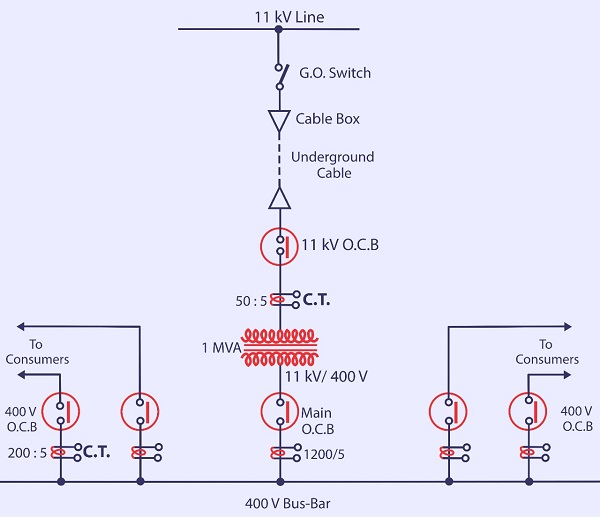 11 kV Line
G.O. Switch
Cable Box
Underground
Cable
11 kV O.C.B
50 : 5
C.T.
1 MVA
11 kV/ 400 V
To
Consumers
To
Consumers
400 V
O.C.B
Main
O.C.B
400 V
O.C.B
200 : 5
C.T.
1200/5
400 V Bus-Bar